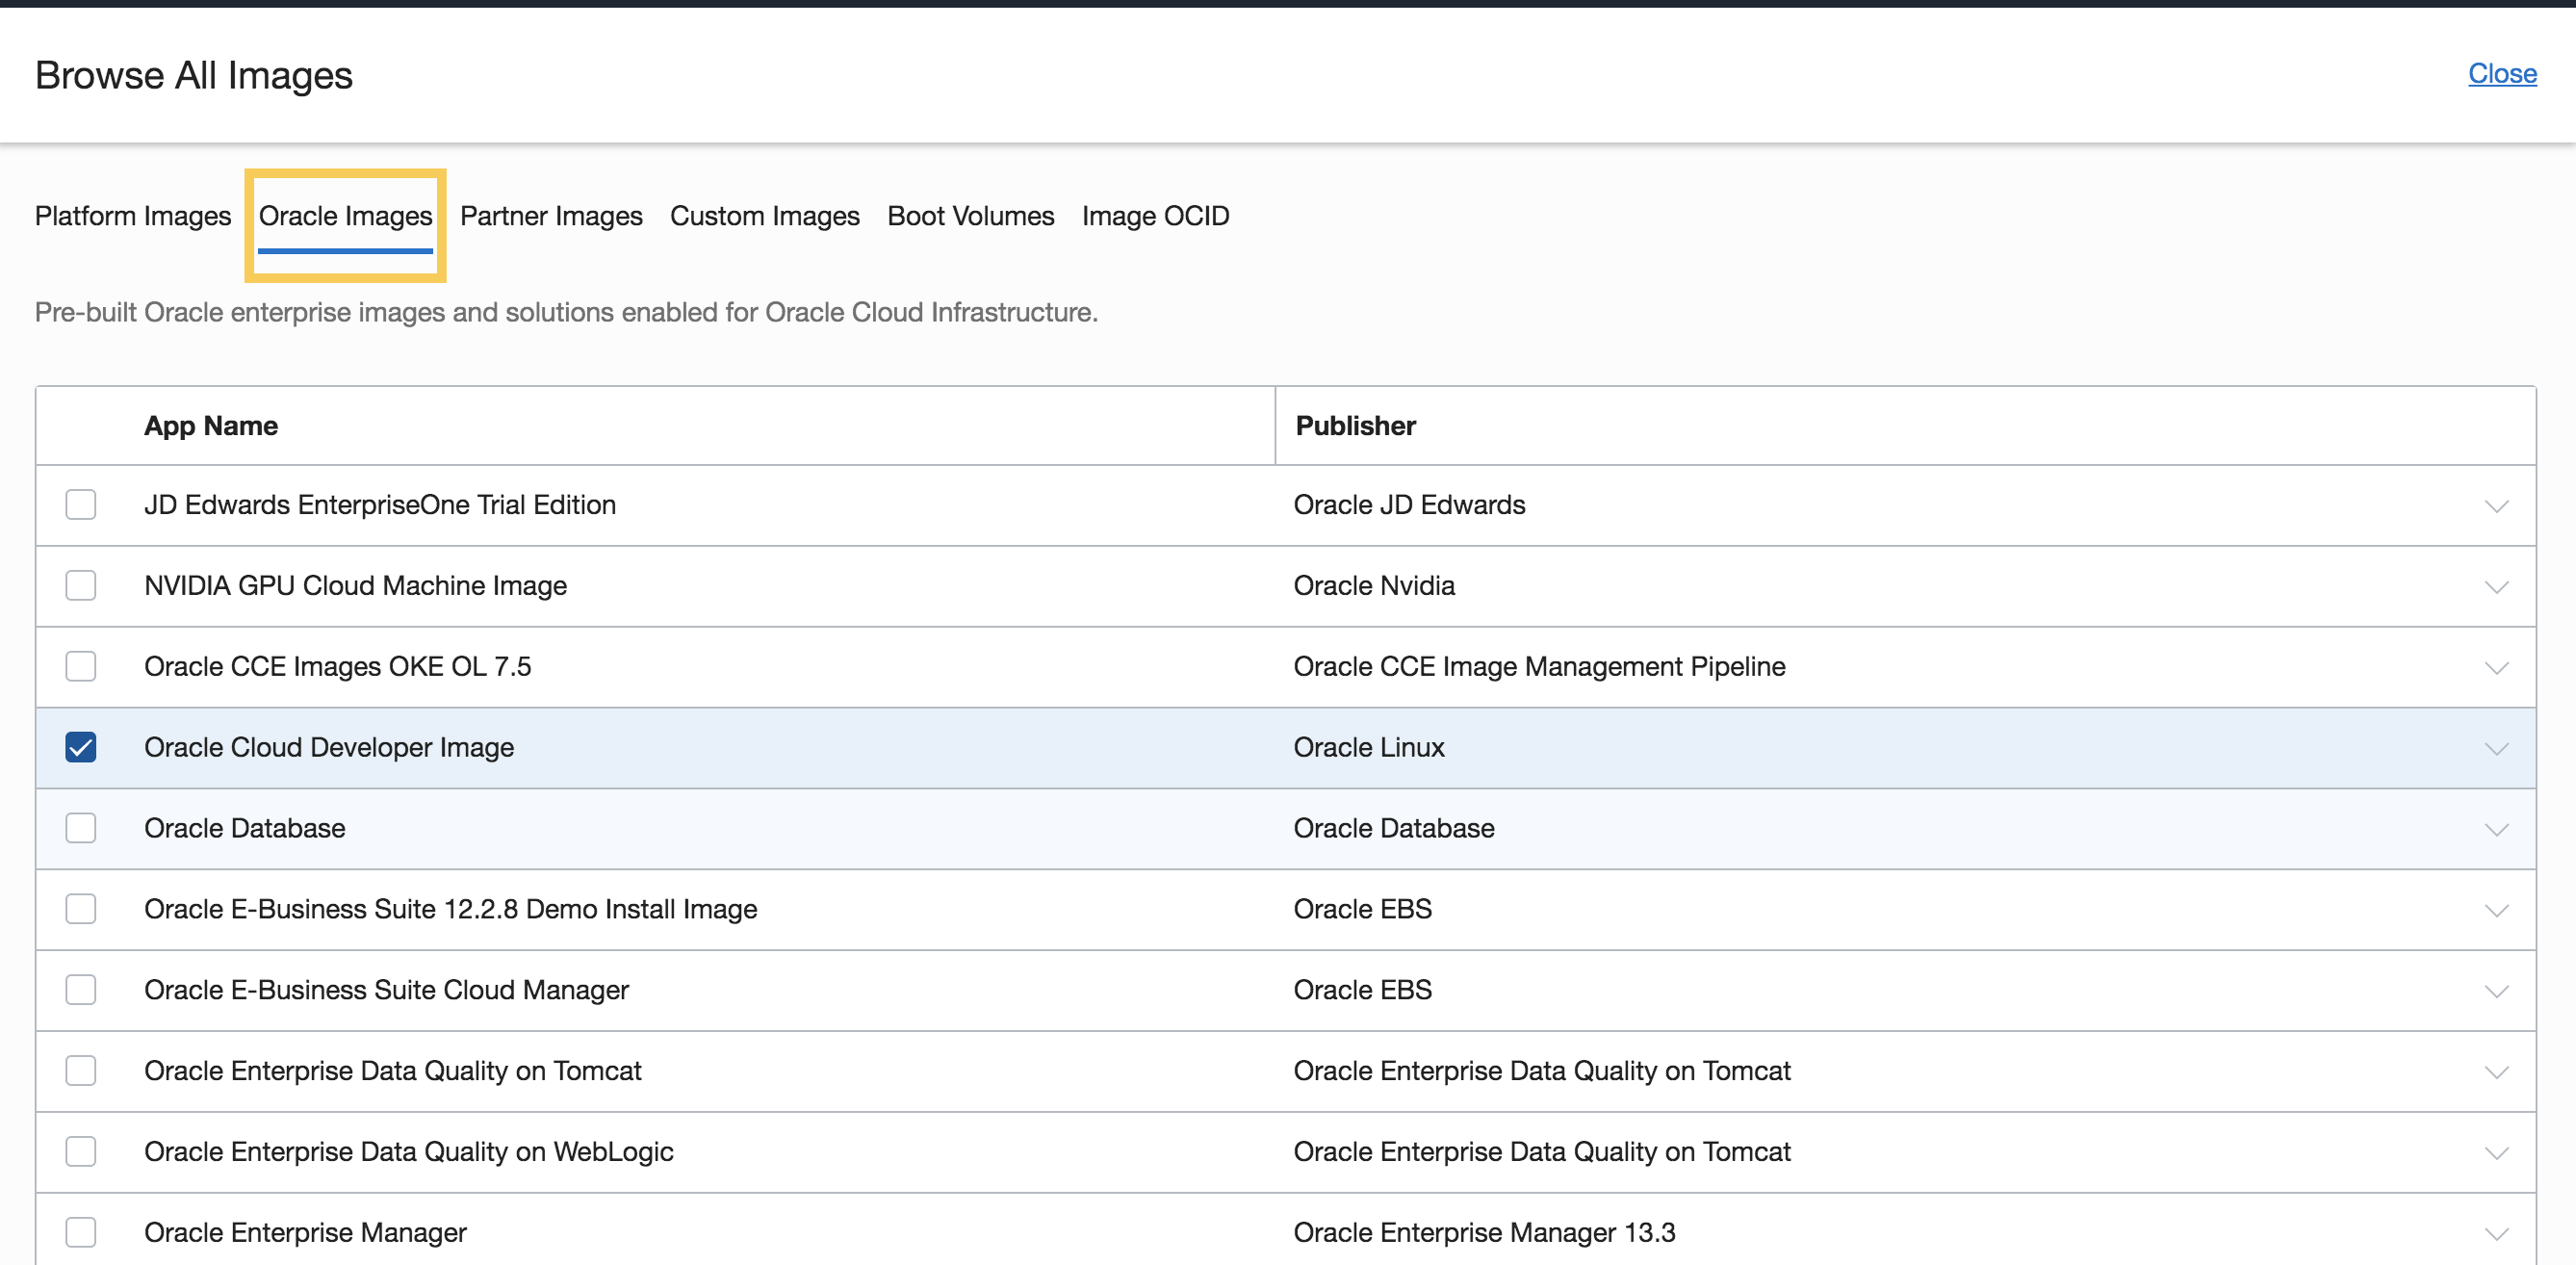 Browse All Images
Close
Platform Images Oracle Images Partner Images Custom Images Boot Volumes Image OCID
Pre-built Oracle enterprise images and solutions enabled for Oracle Cloud Infrastructure.
App Name Publisher
JD Edwards EnterpriseOne Trial Edition Oracle JD Edwards
NVIDIA GPU Cloud Machine Image Oracle Nvidia
Oracle CCE Images OKE OL 7.5 Oracle CCE Image Management Pipeline
Oracle Cloud Developer Image Oracle Linux
Oracle Database Oracle Database
Oracle E-Business Suite 12.2.8 Demo Install Image Oracle EBS
Oracle E-Business Suite Cloud Manager Oracle EBS
Oracle Enterprise Data Quality on Tomcat Oracle Enterprise Data Quality on Tomcat
Oracle Enterprise Data Quality on WebLogic Oracle Enterprise Data Quality on Tomcat
Oracle Enterprise Manager Oracle Enterprise Manager 13.3